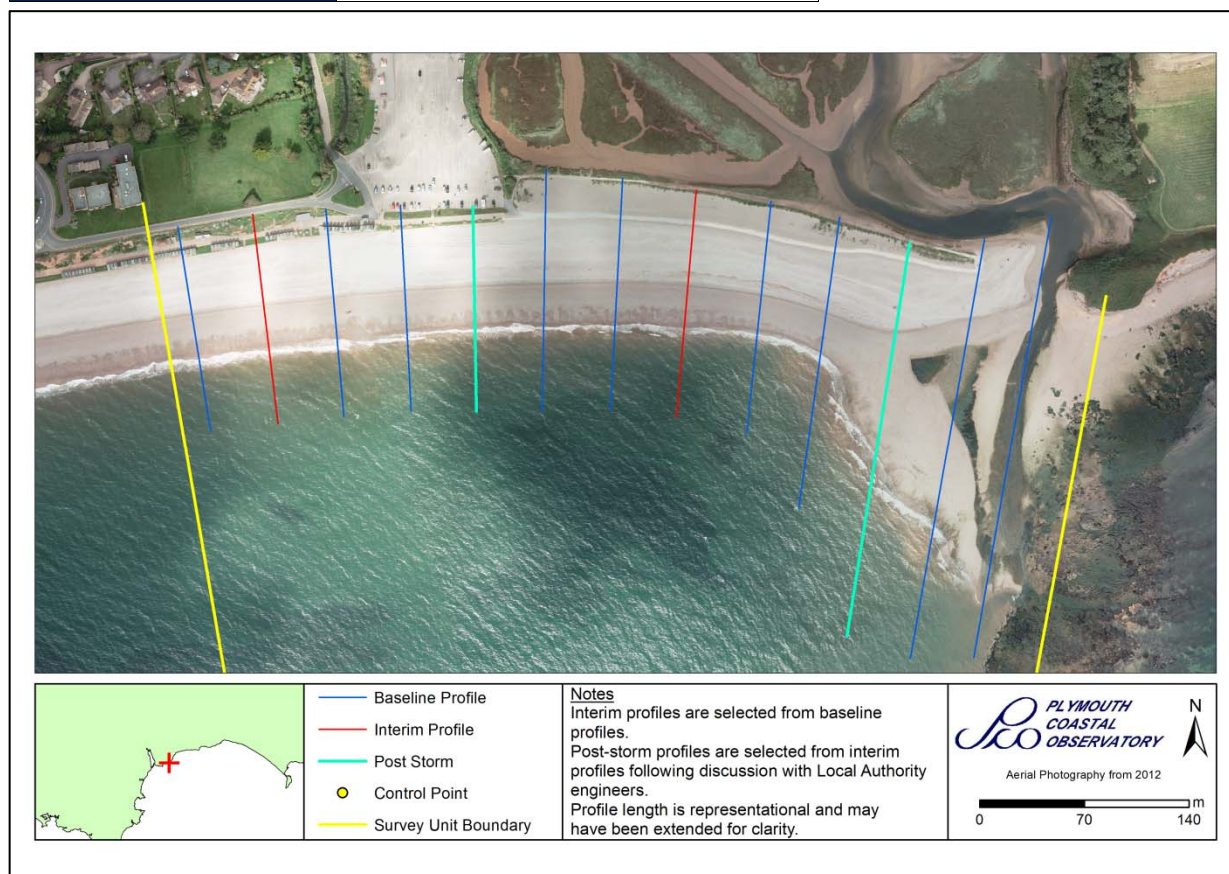 Baseline Profile
Interim Profile
Post Storm
Control Point
Survey Unit Boundary
Notes
Interim profiles are selected from baseline
profiles.
Post-storm profiles are selected from interim
profiles following discussion with Local Authority
engineers.
Profile length is representational and may
have been extended for clarity.
PLYMOUTH
COASTAL
OBSERVATORY
N
Aerial Photography from 2012
m
0 70 140